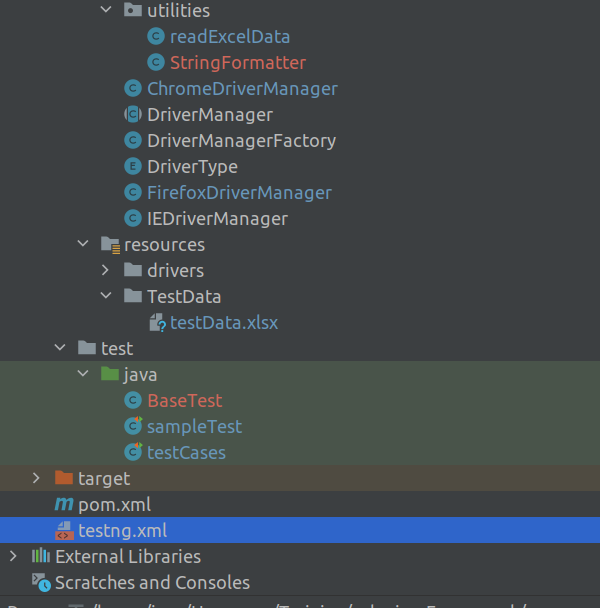 utilities
readExcelData
StringFormatter
ChromeDriverManager
DriverManager
DriverManagerFactory
DriverType
FirefoxDriverManager
IEDriverManager
resources
drivers
TestData
testData.xlsx
test
java
BaseTest
sampleTest
testCases
target
pom.xml
testng.xml
External Libraries
Scratches and Consoles